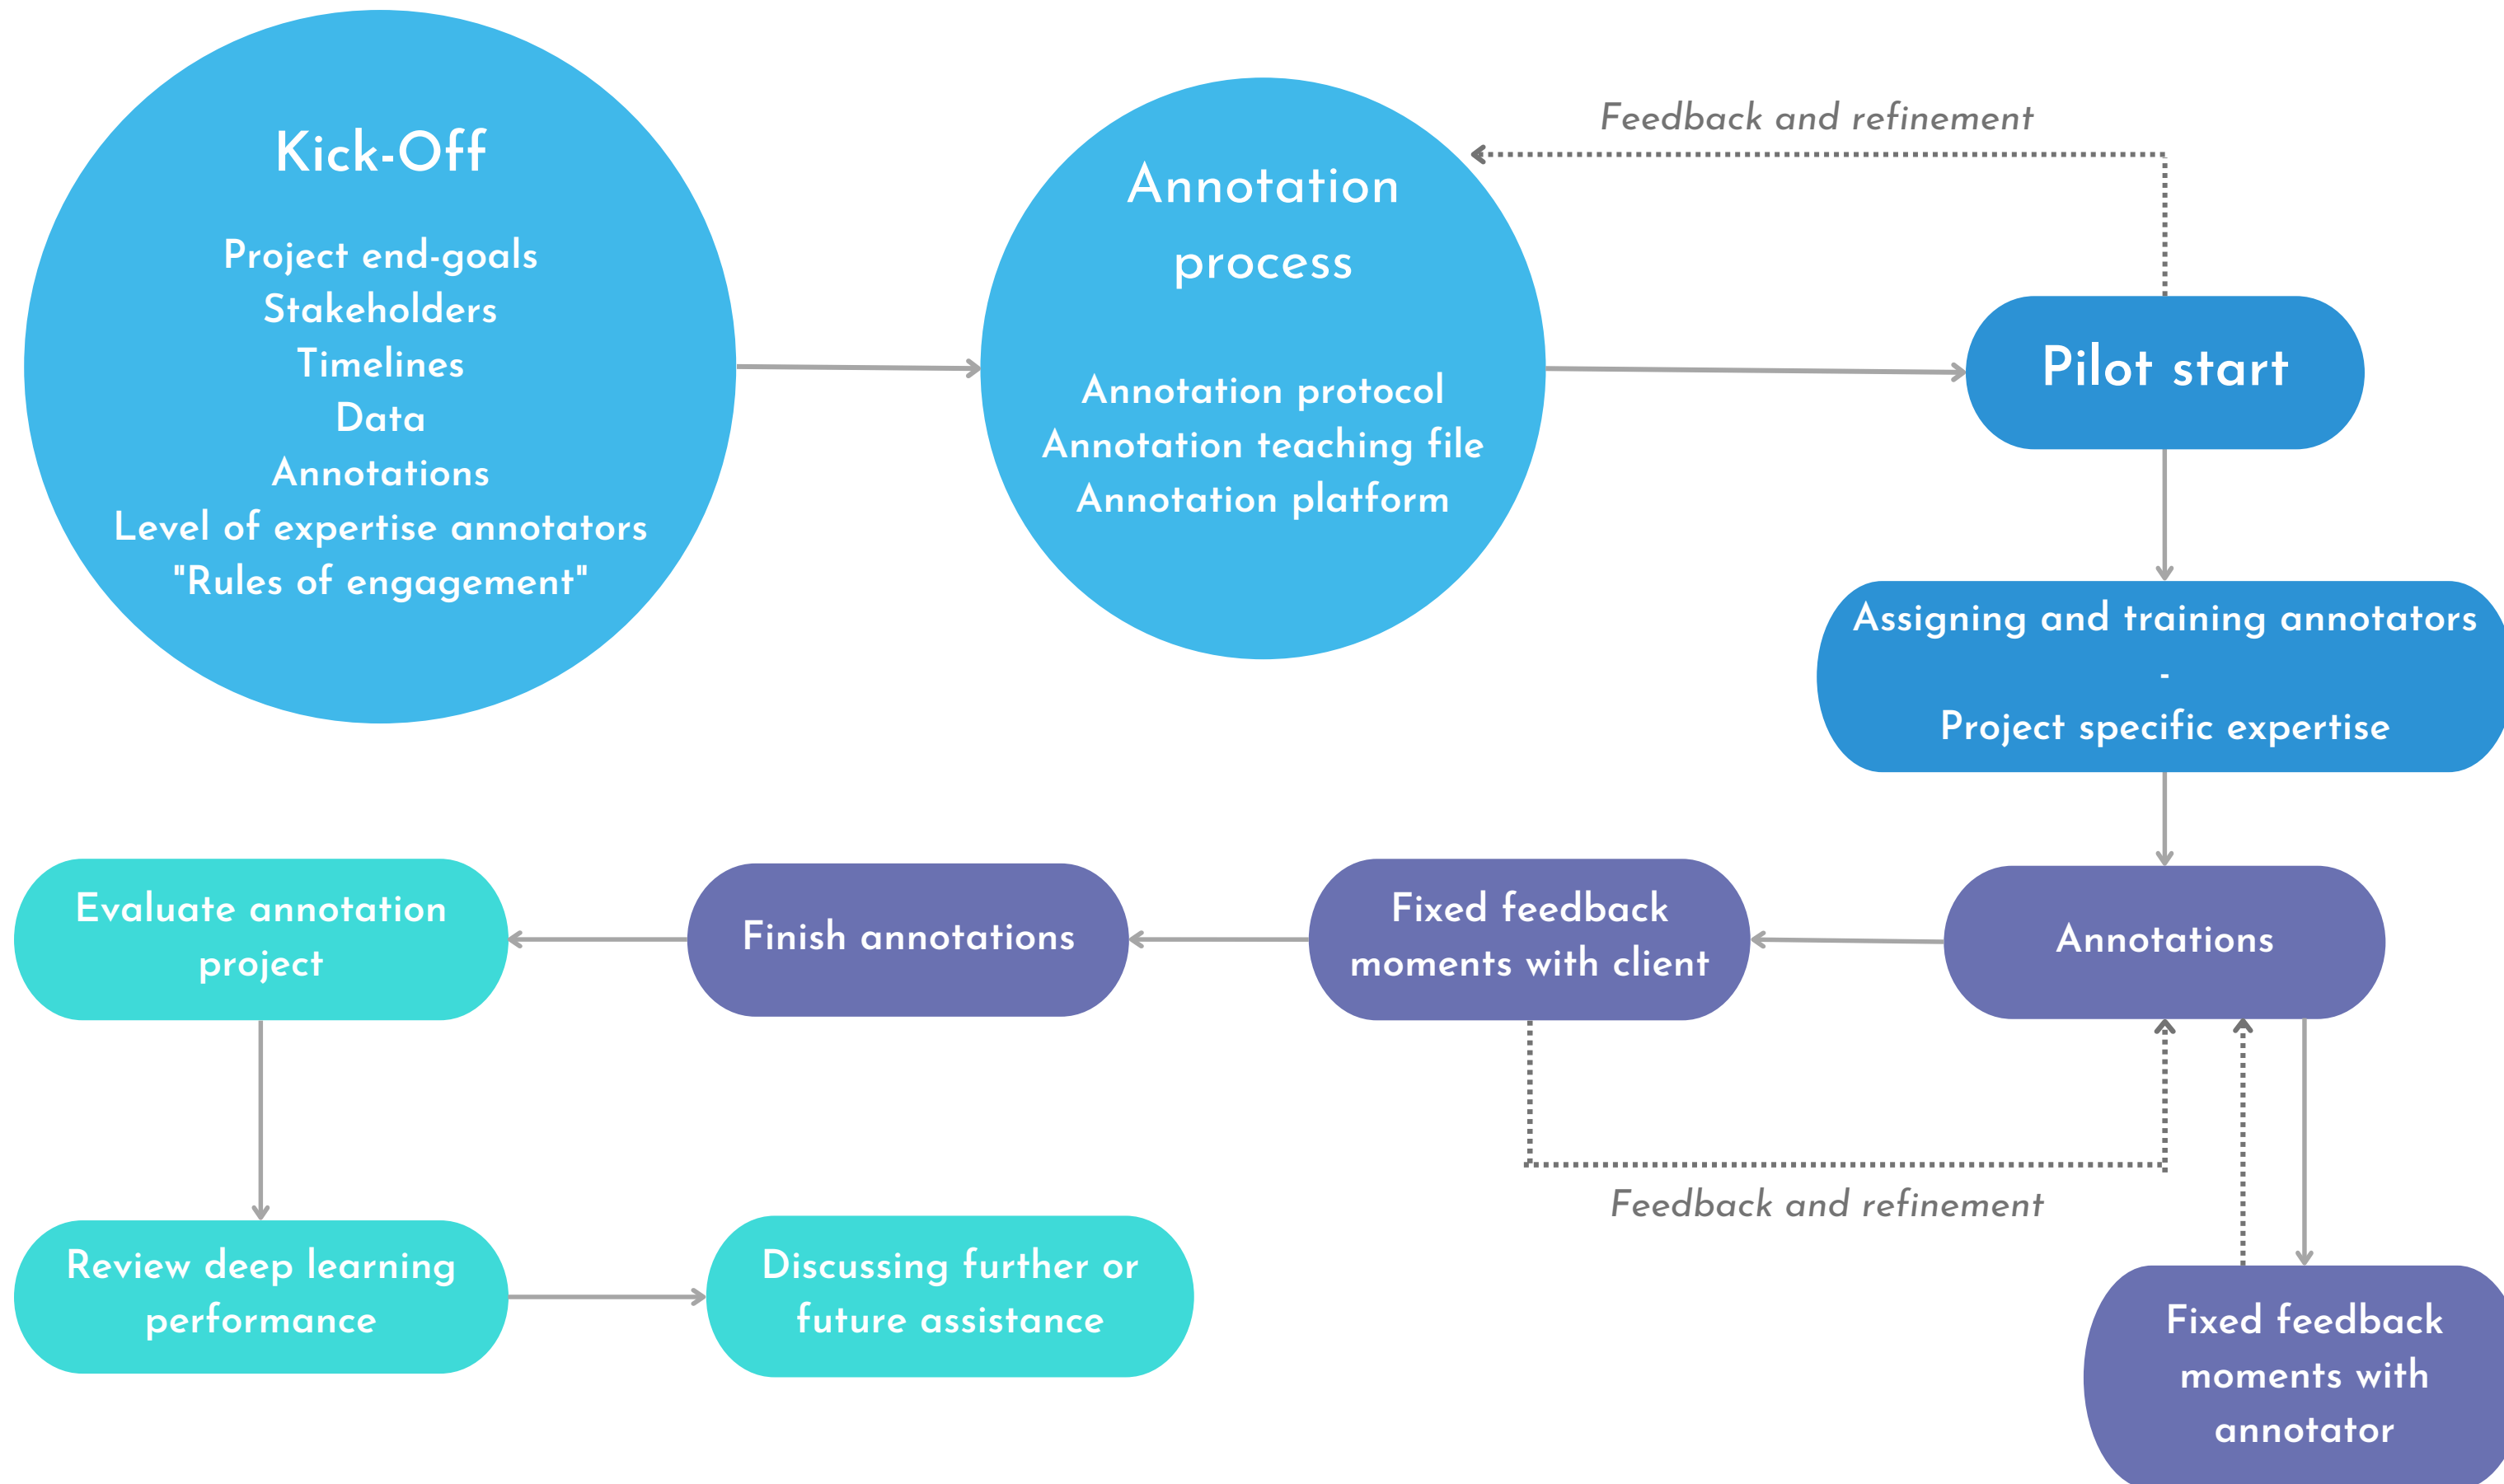 Kick-Off
Project end-goals
Stakeholders
Timelines
Data
Annotations
Level of expertise annotators
"Rules of engagement"
Annotation
process
Annotation protocol
Annotation teaching file
Annotation platform
Feedback and refinement
Pilot start
Assigning and training annotators
-
Project specific expertise
Annotations
Fixed feedback
moments with client
Finish annotations
Evaluate annotation
project
Feedback and refinement
Fixed feedback
moments with
annotator
Review deep learning
performance
Discussing further or
future assistance